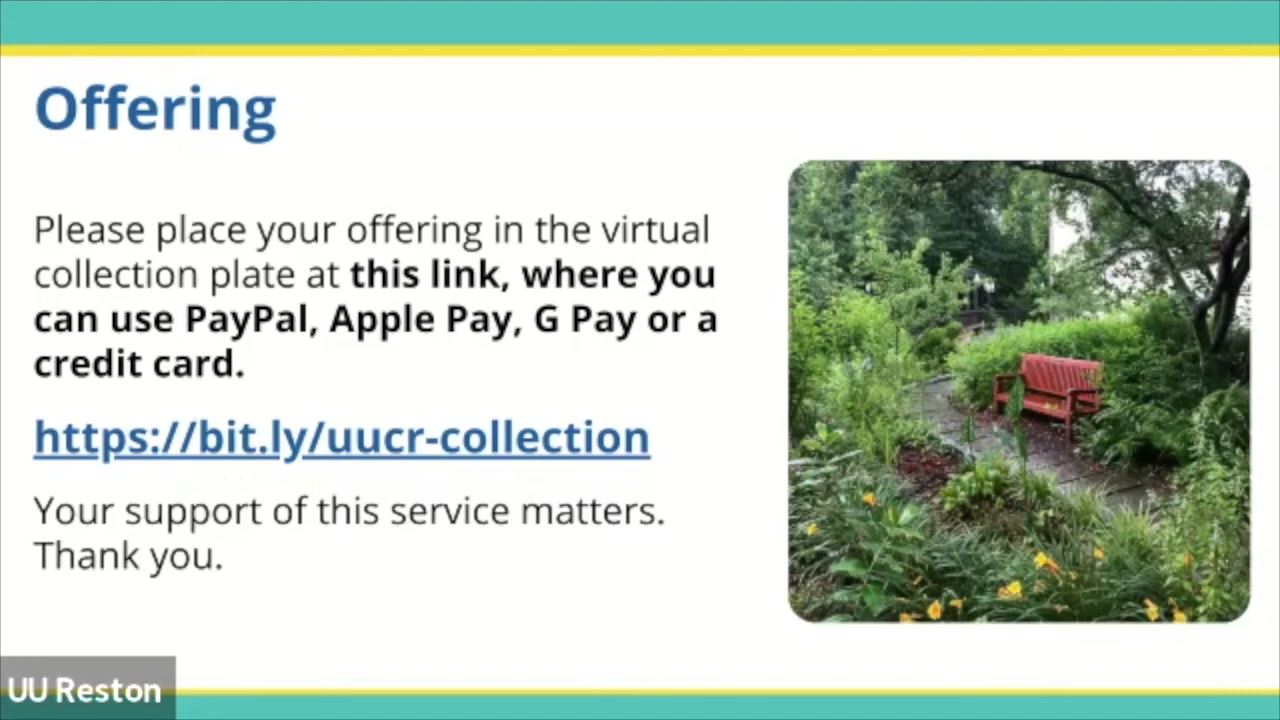 Offering
Please place your offering in the virtual
collection plate at this link, where you
can use PayPal, Apple Pay, G Pay or a
credit card.
https://bit.ly/uucr-collection
Your support of this service matters.
Thank you.
UU Reston